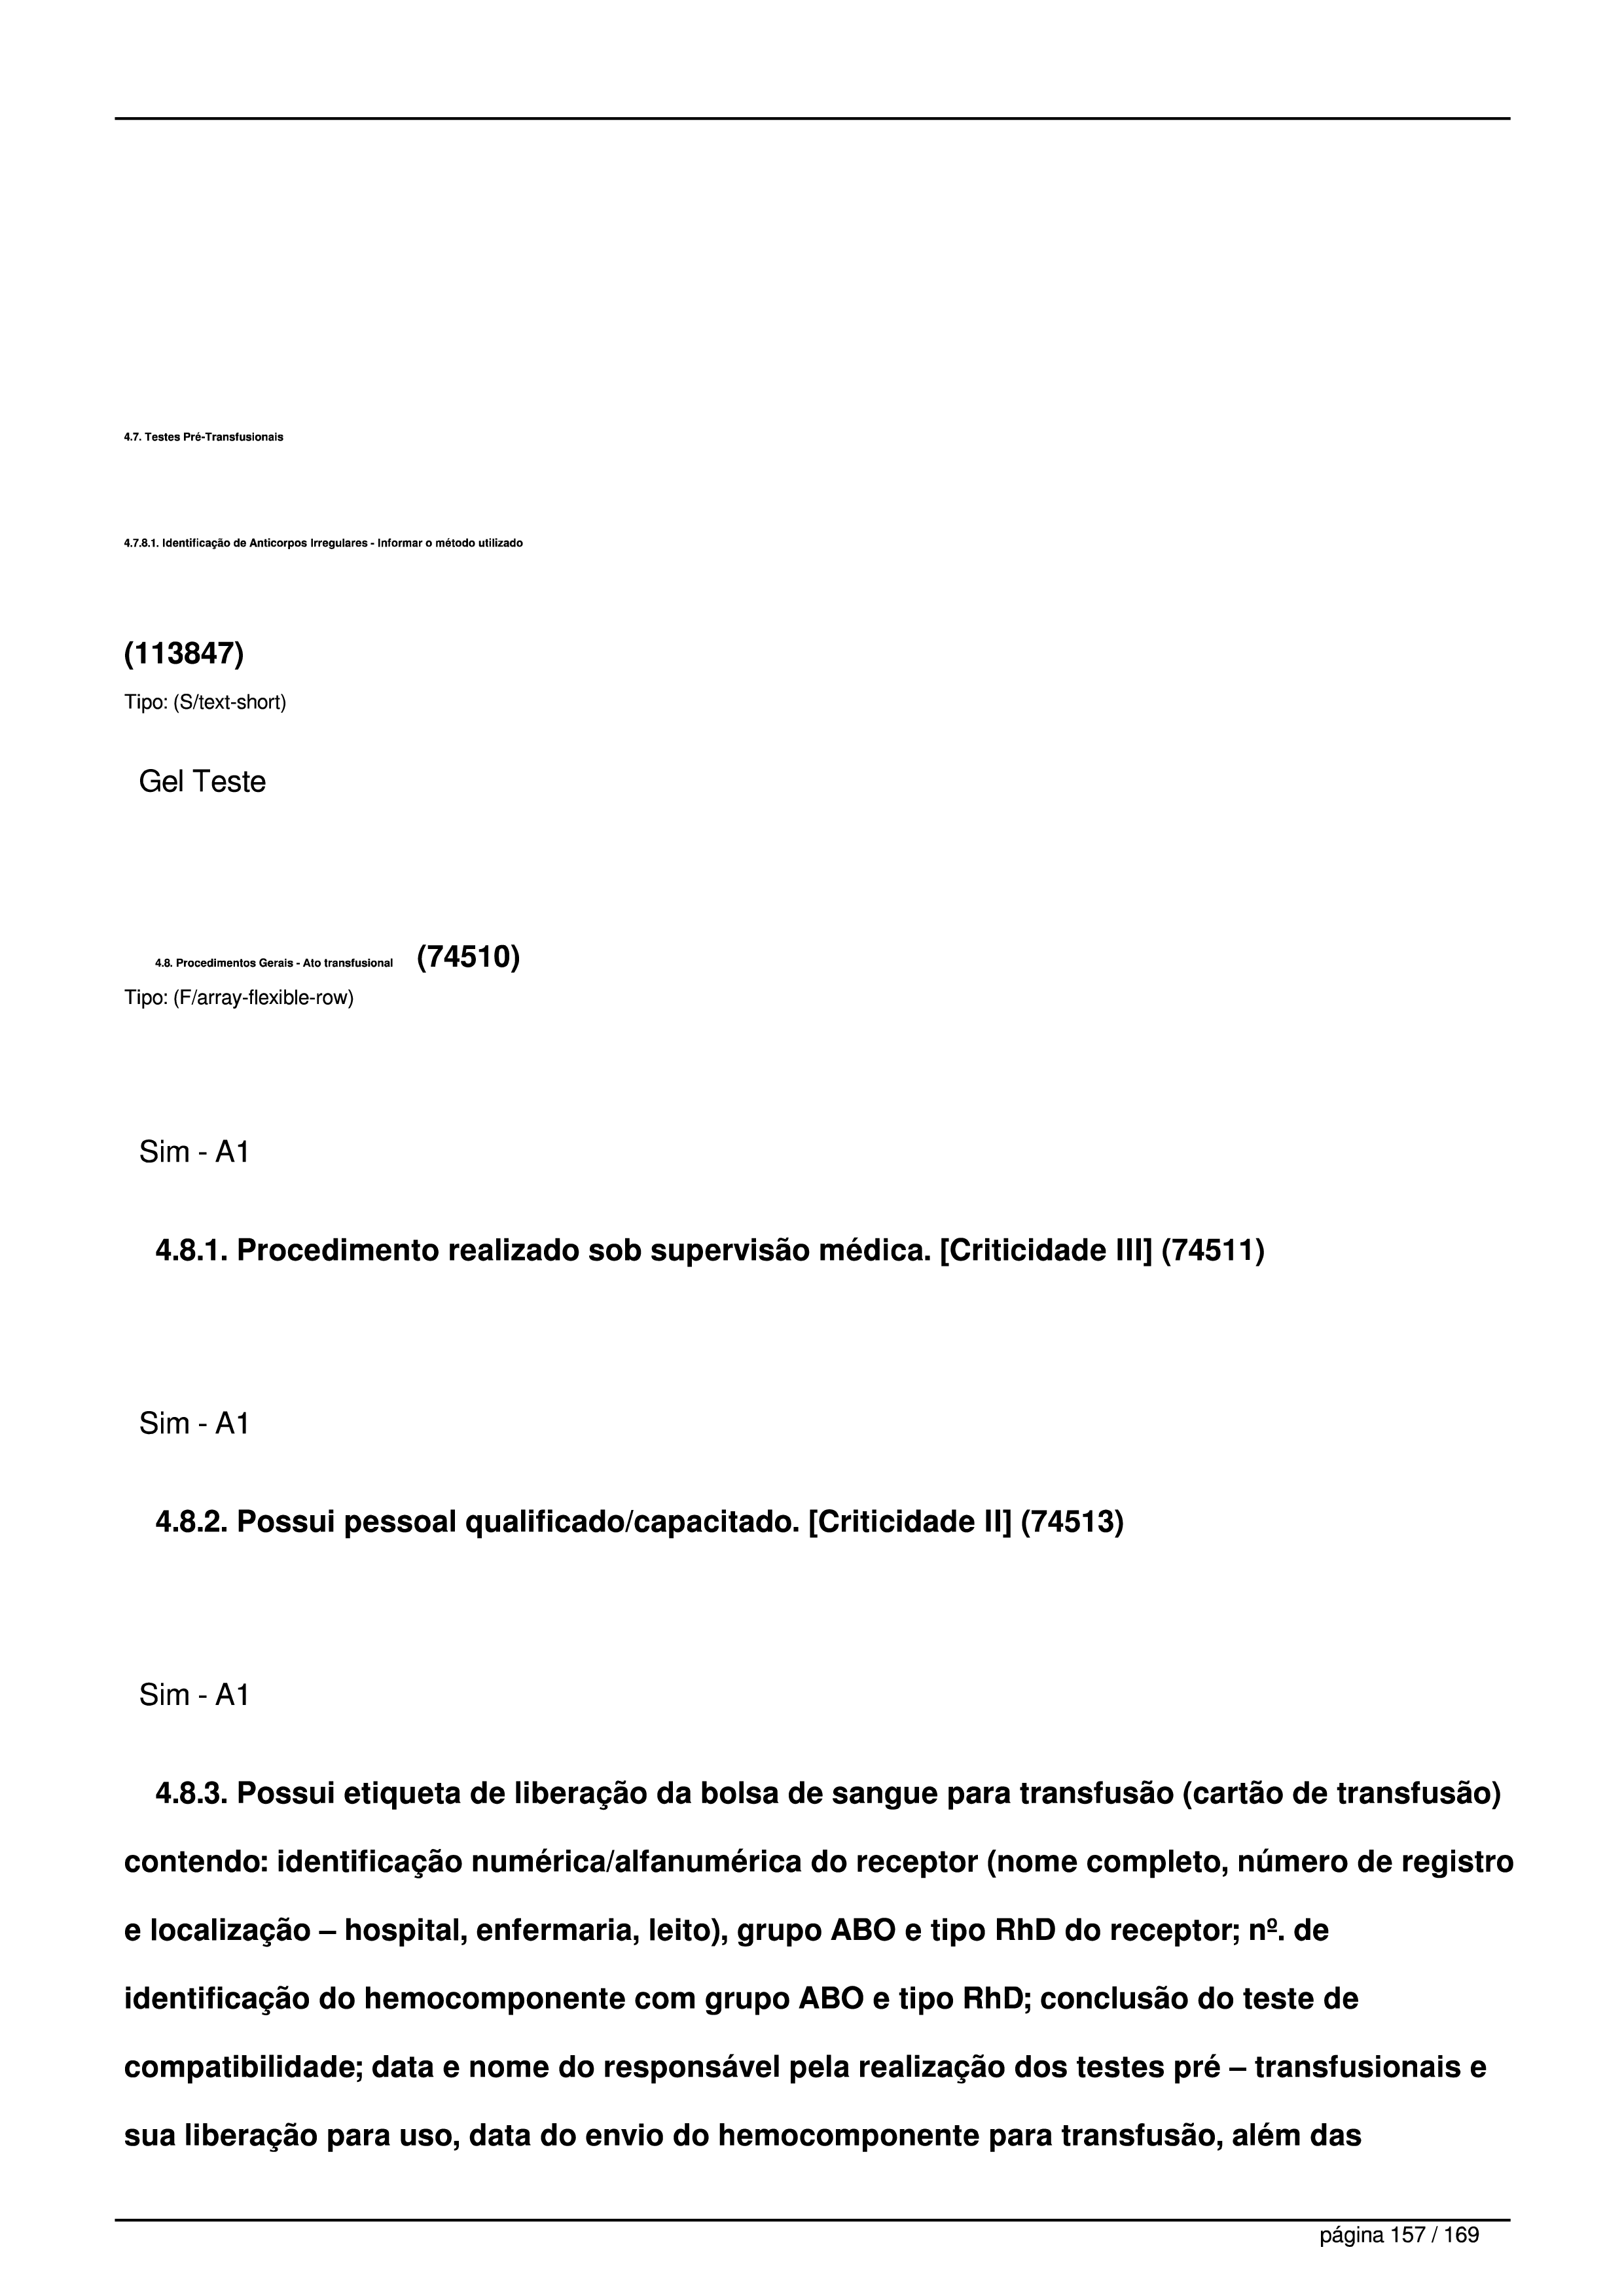 4.7. Testes Pré-Transfusionais
4.7.8.1. Identificação de Anticorpos Irregulares - Informar o método utilizado
(113847)
Tipo: (S/text-short)
Gel Teste
4.8. Procedimentos Gerais - Ato transfusional (74510)
Tipo: (F/array-flexible-row)
Sim - A1
4.8.1. Procedimento realizado sob supervisão médica. [Criticidade III] (74511)
Sim - A1
4.8.2. Possui pessoal qualificado/capacitado. [Criticidade II] (74513)
Sim - A1
4.8.3. Possui etiqueta de liberação da bolsa de sangue para transfusão (cartão de transfusão)
contendo: identificação numérica/alfanumérica do receptor (nome completo, número de registro
e localização – hospital, enfermaria, leito), grupo ABO e tipo RhD do receptor; nº. de
identificação do hemocomponente com grupo ABO e tipo RhD; conclusão do teste de
compatibilidade; data e nome do responsável pela realização dos testes pré – transfusionais e
sua liberação para uso, data do envio do hemocomponente para transfusão, além das
página 157 / 169